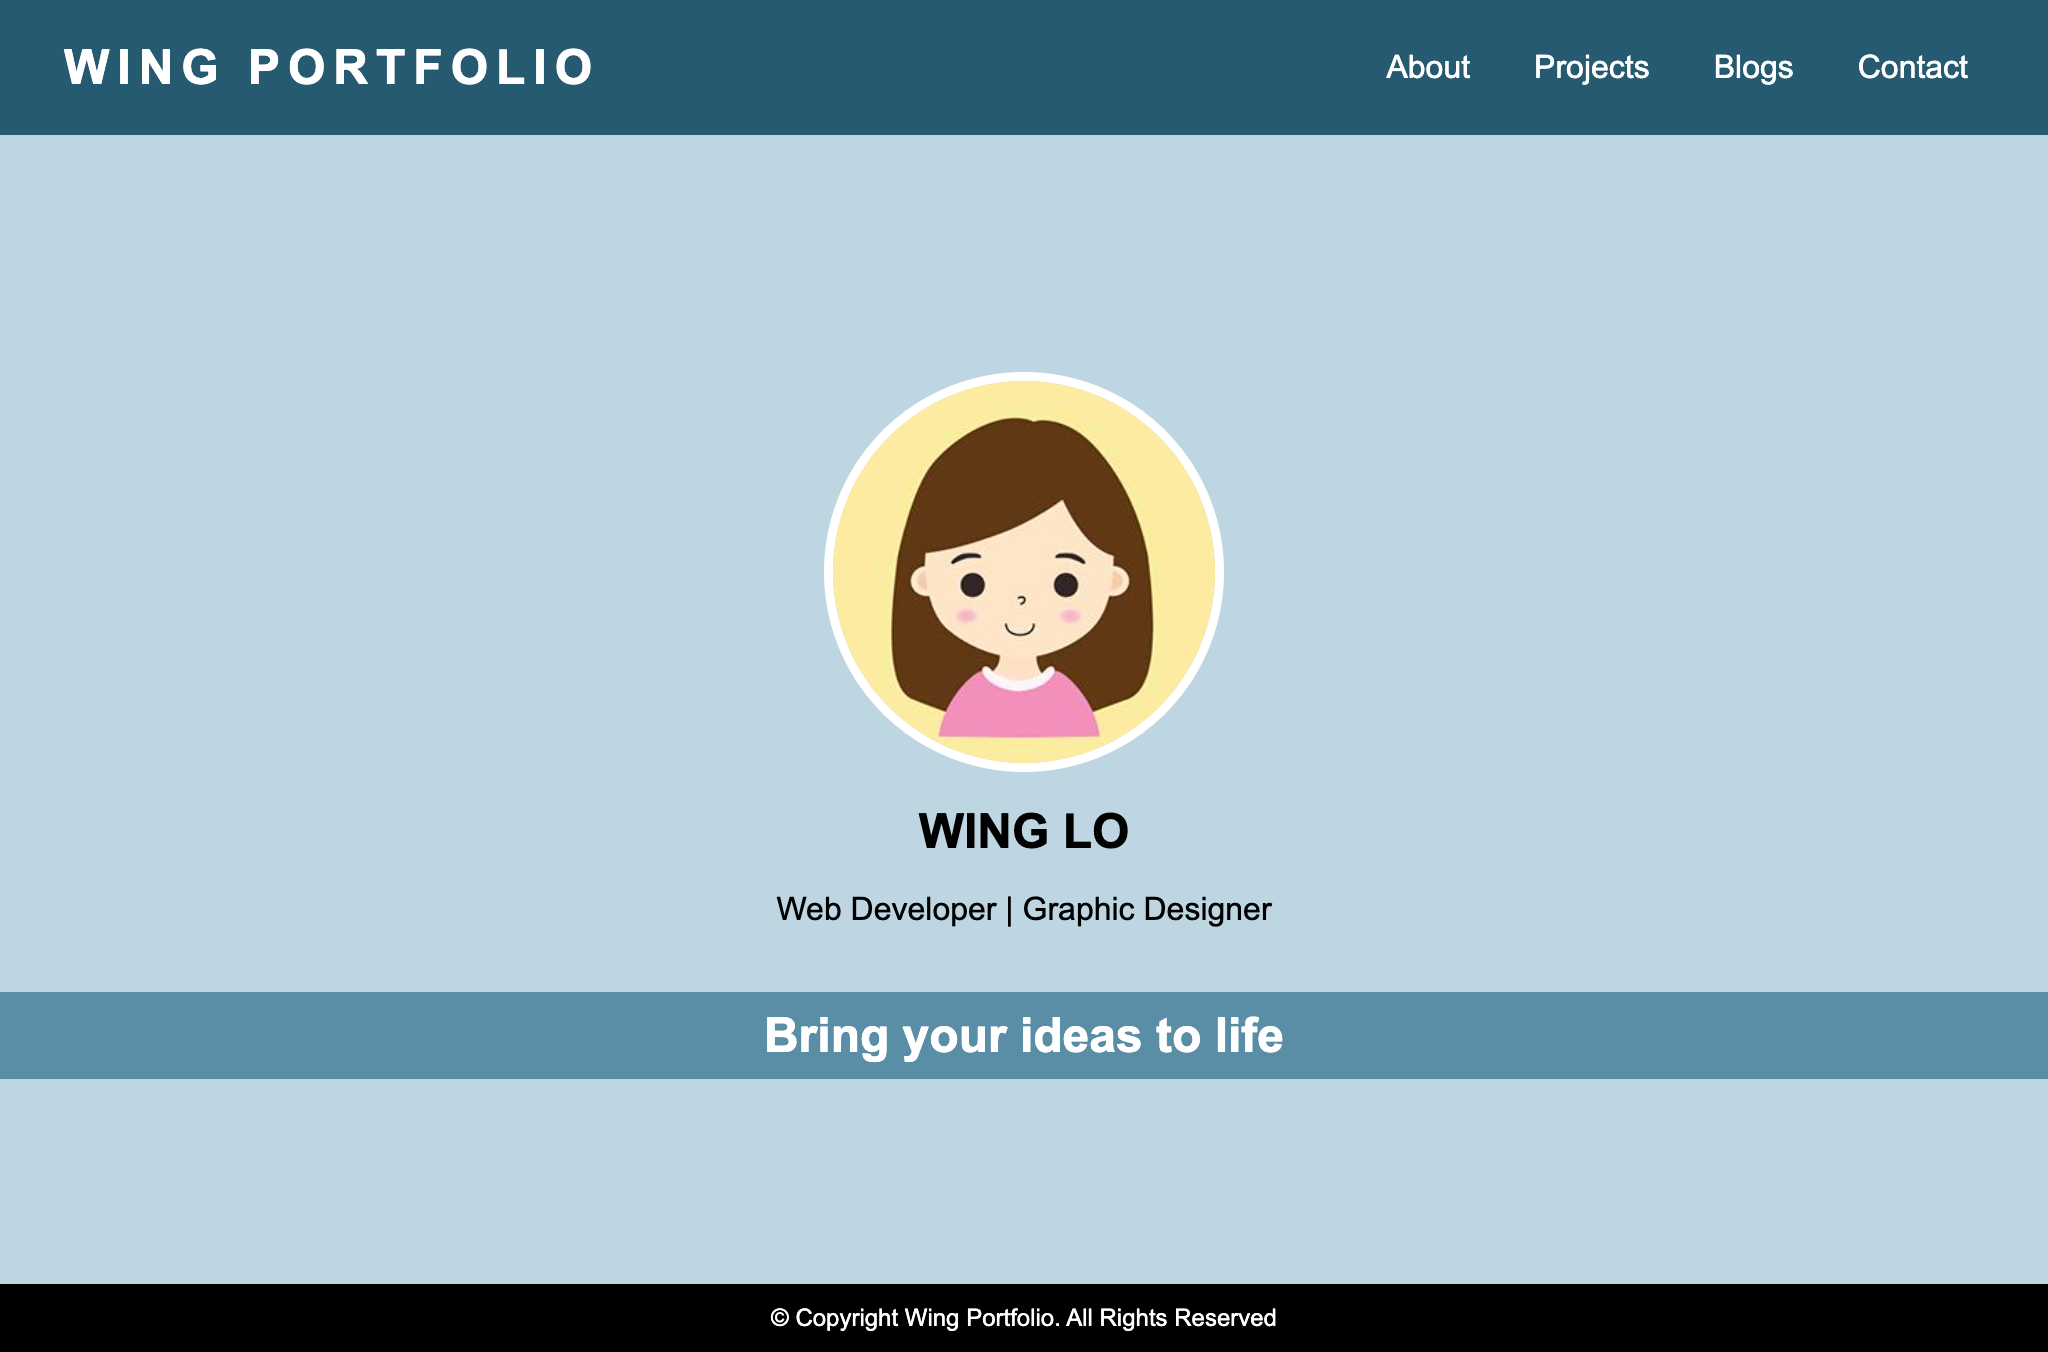 WING PORTFOLIO
About Projects Blogs Contact
WING LO
Web Developer | Graphic Designer
Bring your ideas to life
© Copyright Wing Portfolio. All Rights Reserved